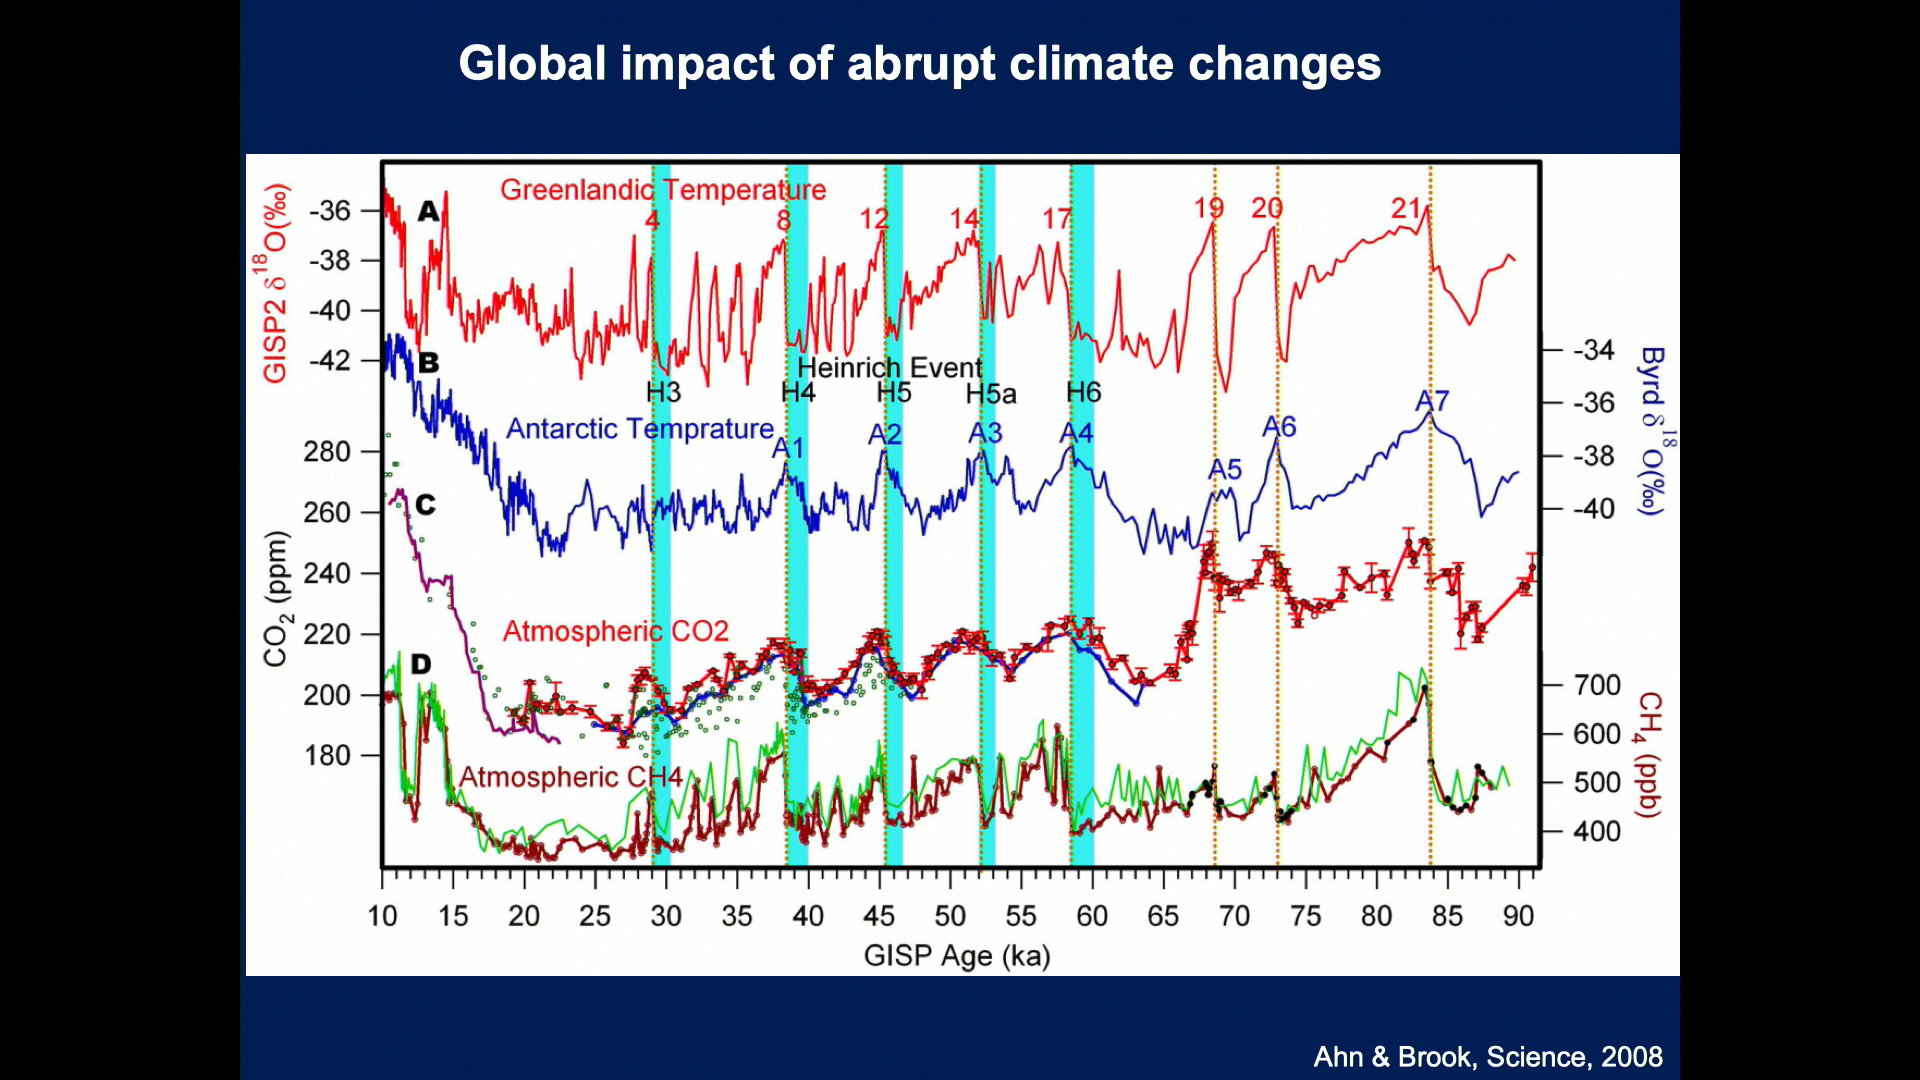 Global impact of abrupt climate changes
Greenlandic Temperature
A
4 8 12 14 17 19 20 21
GISP2 δ18O(‰)
-36
-38
-40
-42
B
Heinrich Event
H3 H4 H5 H5a H6
Antarctic Temprature
A1 A2 A3 A4 A5 A6 A7
-34
-36
-38
-40
Byrd δ18O(‰)
C
CO2 (ppm)
280
260
240
220
200
180
Atmospheric CO2
D
Atmospheric CH4
700
600
500
400
CH4 (ppb)
10 15 20 25 30 35 40 45 50 55 60 65 70 75 80 85 90
GISP Age (ka)
Ahn & Brook, Science, 2008